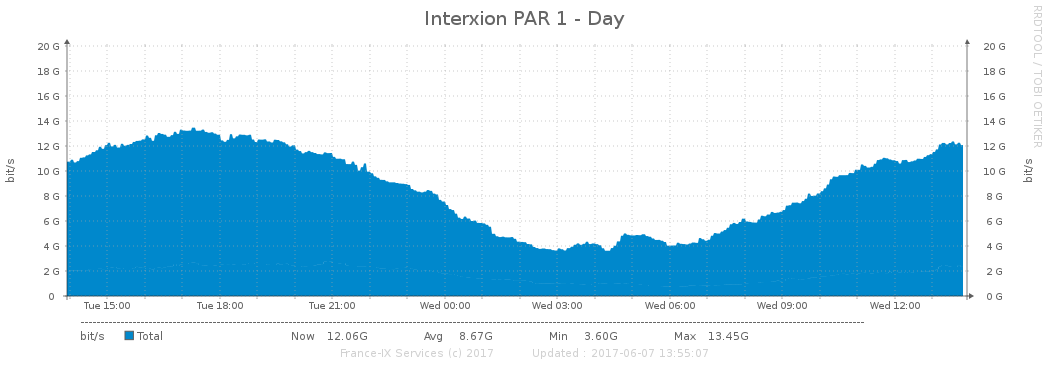 Interxion PAR 1 - Day
RRDTOOL / TOBI OETIKER
20 G 20 G
18 G 18 G
16 G 16 G
14 G 14 G
12 G 12 G
10 G 10 G
8 G 8 G
6 G 6 G
4 G 4 G
2 G 2 G
0 0 G
bit/s
bit/s
Tue 15:00 Tue 18:00 Tue 21:00 Wed 00:00 Wed 03:00 Wed 06:00 Wed 09:00 Wed 12:00
bit/s Total Now 12.06G Avg 8.67G Min 3.60G Max 13.45G
France-IX Services (c) 2017 Updated : 2017-06-07 13:55:07